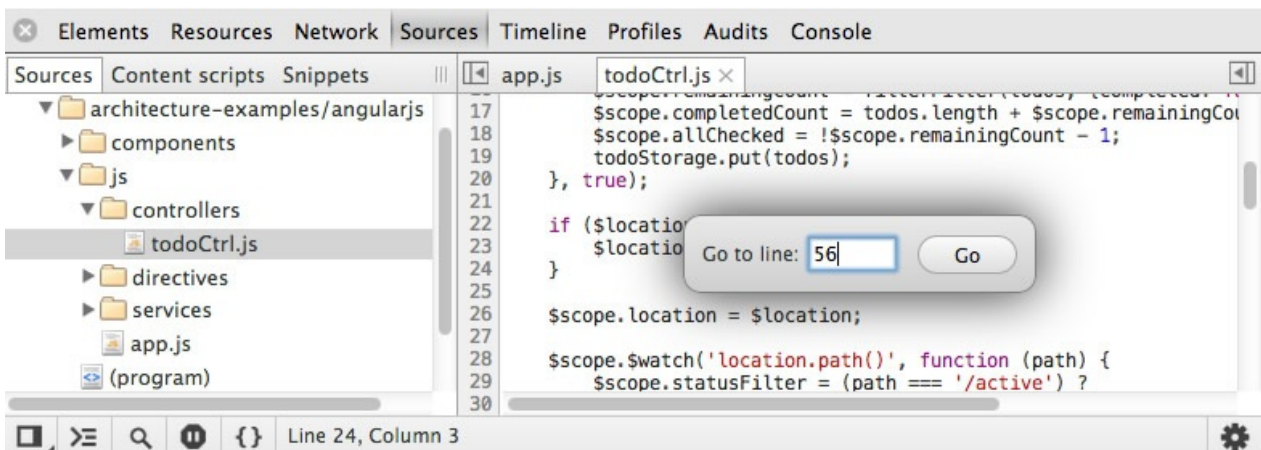 Elements Resources Network Sources Timeline Profiles Audits Console
Sources Content scripts Snippets
app.js todoCtrl.js ×
architecture-examples/angularjs
components
js
controllers
todoCtrl.js
directives
services
app.js
(program)
17 $scope.completedCount = todos.length + $scope.remainingCou
18 $scope.allChecked = !$scope.remainingCount - 1;
19 todoStorage.put(todos);
20 }, true);
21
22 if ($locatio
23 $locatio
24 }
25
26 $scope.location = $location;
27
28 $scope.$watch('location.path()', function (path) {
29 $scope.statusFilter = (path === '/active') ?
30
Go to line: 56 Go
{ } Line 24, Column 3